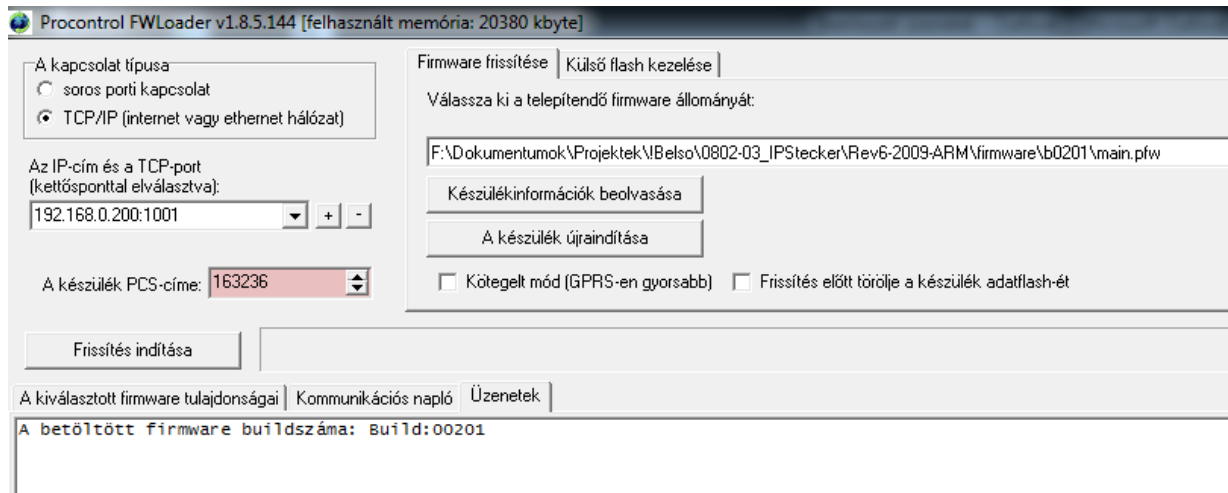 Procontrol FWLoader v1.8.5.144 [felhasznált memória: 20380 kbyte]
A kapcsolat típusa
soros porti kapcsolat
TCP/IP (internet vagy ethernet hálózat)
Az IP-cím és a TCP-port
(kettősponttal elválasztva):
192.168.0.200:1001
+ -
A készülék PCS-címe: 163236
Firmware frissítése Külső flash kezelése
Válassza ki a telepítendő firmware állományát:
F:\Dokumentumok\Projektek\!Belso\0802-03_IPStecker\Rev6-2009-ARM\firmware\b0201\main.pfw
Készülékinformációk beolvasása
A készülék újraindítása
Kötegelt mód (GPRS-en gyorsabb) Frissítés előtt törölje a készülék adatflash-ét
Frissítés indítása
A kiválasztott firmware tulajdonságai Kommunikációs napló Üzenetek
A betöltött firmware buildszáma: Build:00201